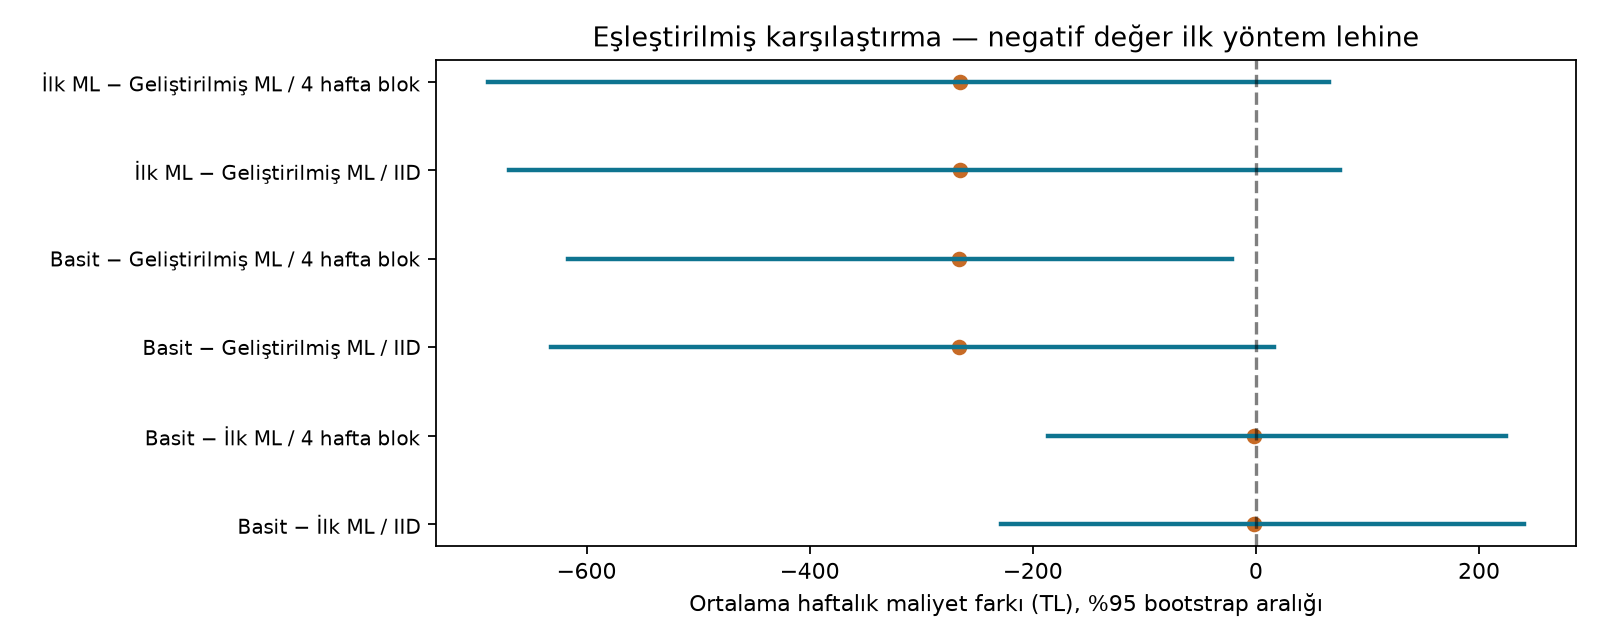 Eşleştirilmiş karşılaştırma — negatif değer ilk yöntem lehine
İlk ML − Geliştirilmiş ML / 4 hafta blok
İlk ML − Geliştirilmiş ML / IID
Basit − Geliştirilmiş ML / 4 hafta blok
Basit − Geliştirilmiş ML / IID
Basit − İlk ML / 4 hafta blok
Basit − İlk ML / IID
−600 −400 −200 0 200
Ortalama haftalık maliyet farkı (TL), %95 bootstrap aralığı